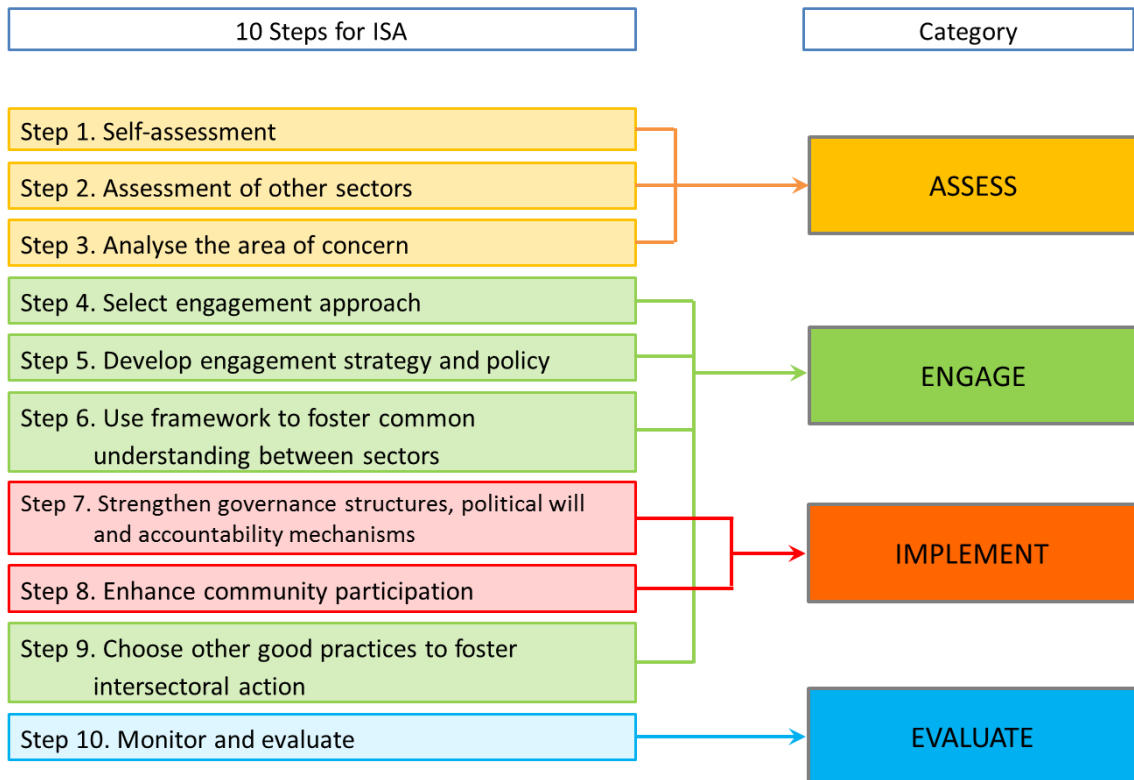 10 Steps for ISA
Category
Step 1. Self-assessment
Step 2. Assessment of other sectors
Step 3. Analyse the area of concern
ASSESS
Step 4. Select engagement approach
Step 5. Develop engagement strategy and policy
Step 6. Use framework to foster common
understanding between sectors
ENGAGE
Step 7. Strengthen governance structures, political will
and accountability mechanisms
Step 8. Enhance community participation
IMPLEMENT
Step 9. Choose other good practices to foster
intersectoral action
Step 10. Monitor and evaluate
EVALUATE